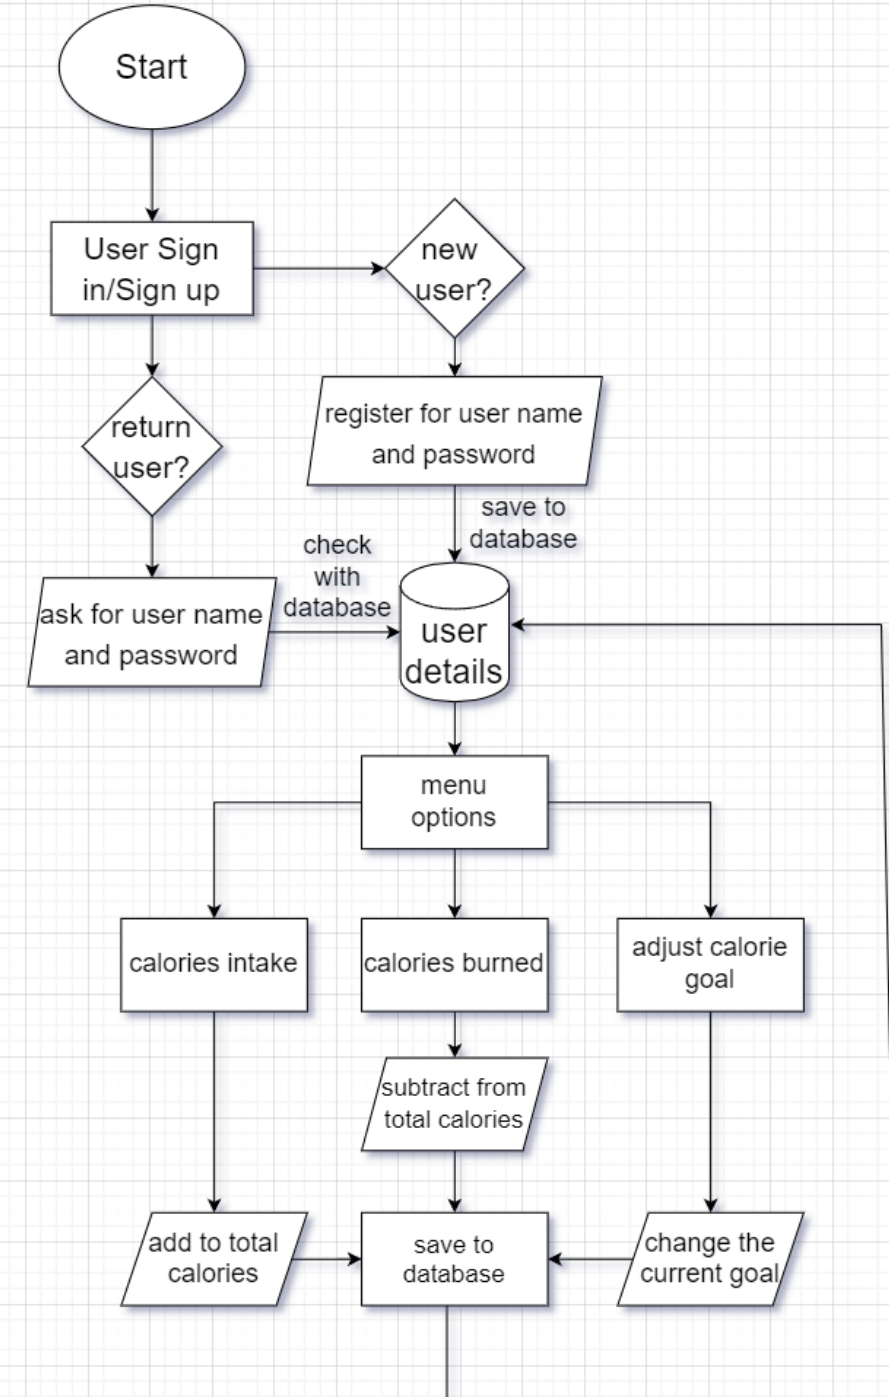 Start
User Sign
in/Sign up
new
user?
return
user?
register for user name
and password
save to
database
check
with
database
ask for user name
and password
user
details
menu
options
calories intake
calories burned
adjust calorie
goal
subtract from
total calories
add to total
calories
save to
database
change the
current goal